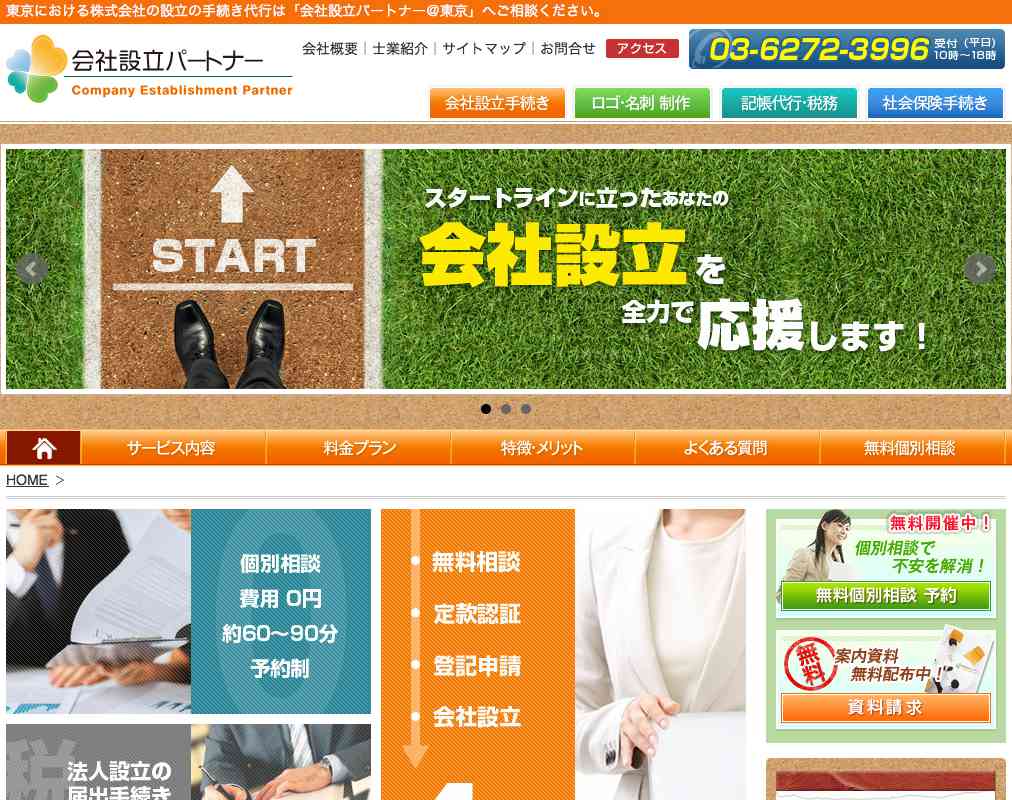 東京における株式会社の設立の手続き代行は「会社設立パートナー＠東京」へご相談ください。
会社設立パートナー
Company Establishment Partner
会社概要｜士業紹介｜サイトマップ｜お問合せ
アクセス
03-6272-3996
受付（平日）
10時～18時
会社設立手続き
ロゴ・名刺 制作
記帳代行・税務
社会保険手続き
START
スタートラインに立ったあなたの
会社設立を
全力で応援します！
サービス内容
料金プラン
特徴・メリット
よくある質問
無料個別相談
HOME >
個別相談
費用 0円
約60～90分
予約制
無料相談
定款認証
登記申請
会社設立
無料開催中！
個別相談で
不安を解消！
無料個別相談 予約
無料
案内資料
無料配布中！
資料請求
税
法人設立の
届出手続き